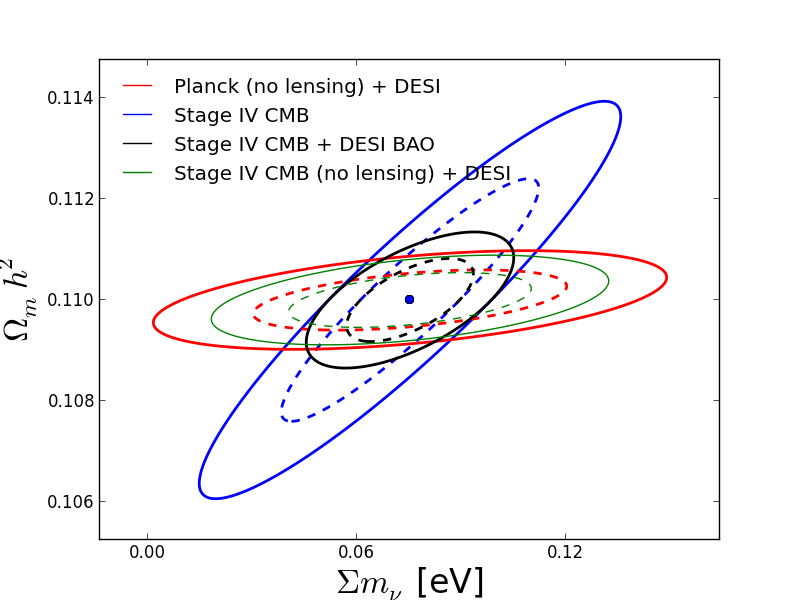 Planck (no lensing) + DESI
Stage IV CMB
Stage IV CMB + DESI BAO
Stage IV CMB (no lensing) + DESI
0.114
0.112
0.110
0.108
0.106
Ωₘ h²
0.00
0.06
0.12
Σmᵥ [eV]